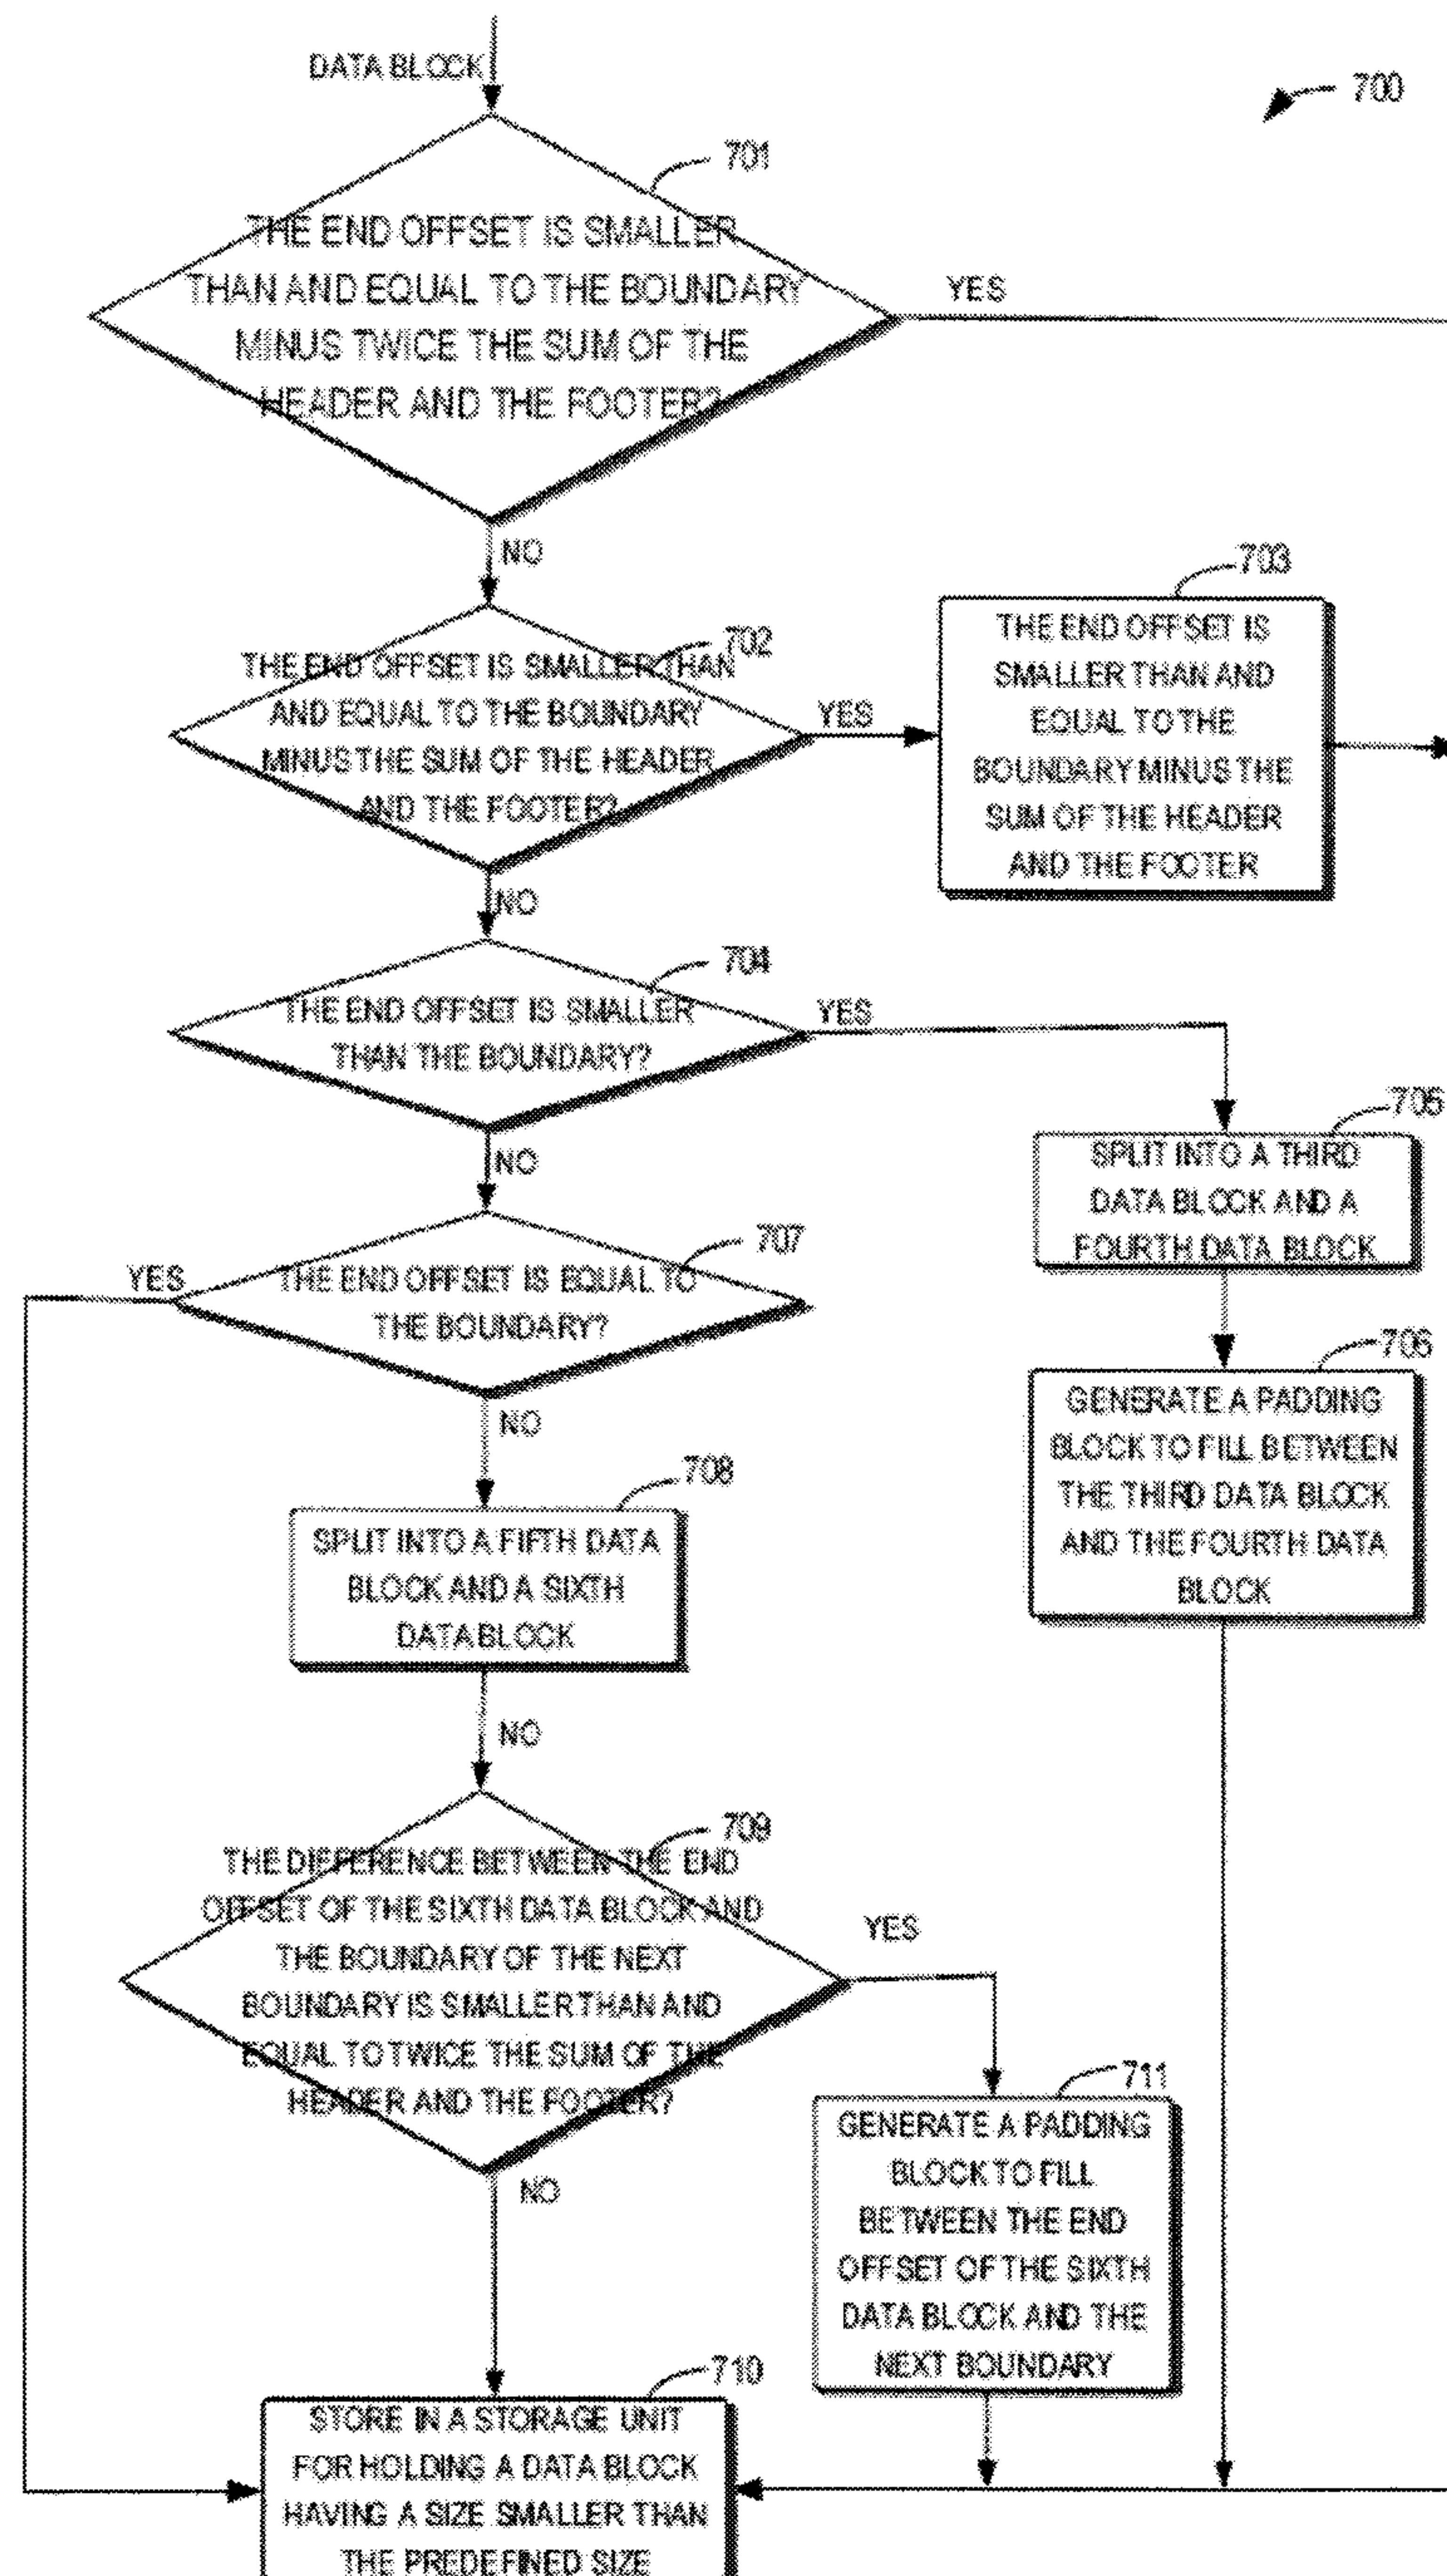 DATA BLOCK
700
701
THE END OFFSET IS SMALLER
THAN AND EQUAL TO THE BOUNDARY
MINUS TWICE THE SUM OF THE
HEADER AND THE FOOTER?
YES
NO
702
THE END OFFSET IS SMALLER THAN
AND EQUAL TO THE BOUNDARY
MINUS THE SUM OF THE HEADER
AND THE FOOTER?
YES
703
THE END OFFSET IS
SMALLER THAN AND
EQUAL TO THE
BOUNDARY MINUS THE
SUM OF THE HEADER
AND THE FOOTER
NO
704
THE END OFFSET IS SMALLER
THAN THE BOUNDARY?
YES
705
SPLIT INTO A THIRD
DATA BLOCK AND A
FOURTH DATA BLOCK
NO
707
YES
THE END OFFSET IS EQUAL TO
THE BOUNDARY?
706
GENERATE A PADDING
BLOCK TO FILL BETWEEN
THE THIRD DATA BLOCK
AND THE FOURTH DATA
BLOCK
NO
708
SPLIT INTO A FIFTH DATA
BLOCK AND A SIXTH
DATA BLOCK
NO
709
THE DIFFERENCE BETWEEN THE END
OFFSET OF THE SIXTH DATA BLOCK AND
THE BOUNDARY OF THE NEXT
BOUNDARY IS SMALLER THAN AND
EQUAL TO TWICE THE SUM OF THE
HEADER AND THE FOOTER?
YES
711
GENERATE A PADDING
BLOCK TO FILL
BETWEEN THE END
OFFSET OF THE SIXTH
DATA BLOCK AND THE
NEXT BOUNDARY
NO
710
STORE IN A STORAGE UNIT
FOR HOLDING A DATA BLOCK
HAVING A SIZE SMALLER THAN
THE PREDEFINED SIZE